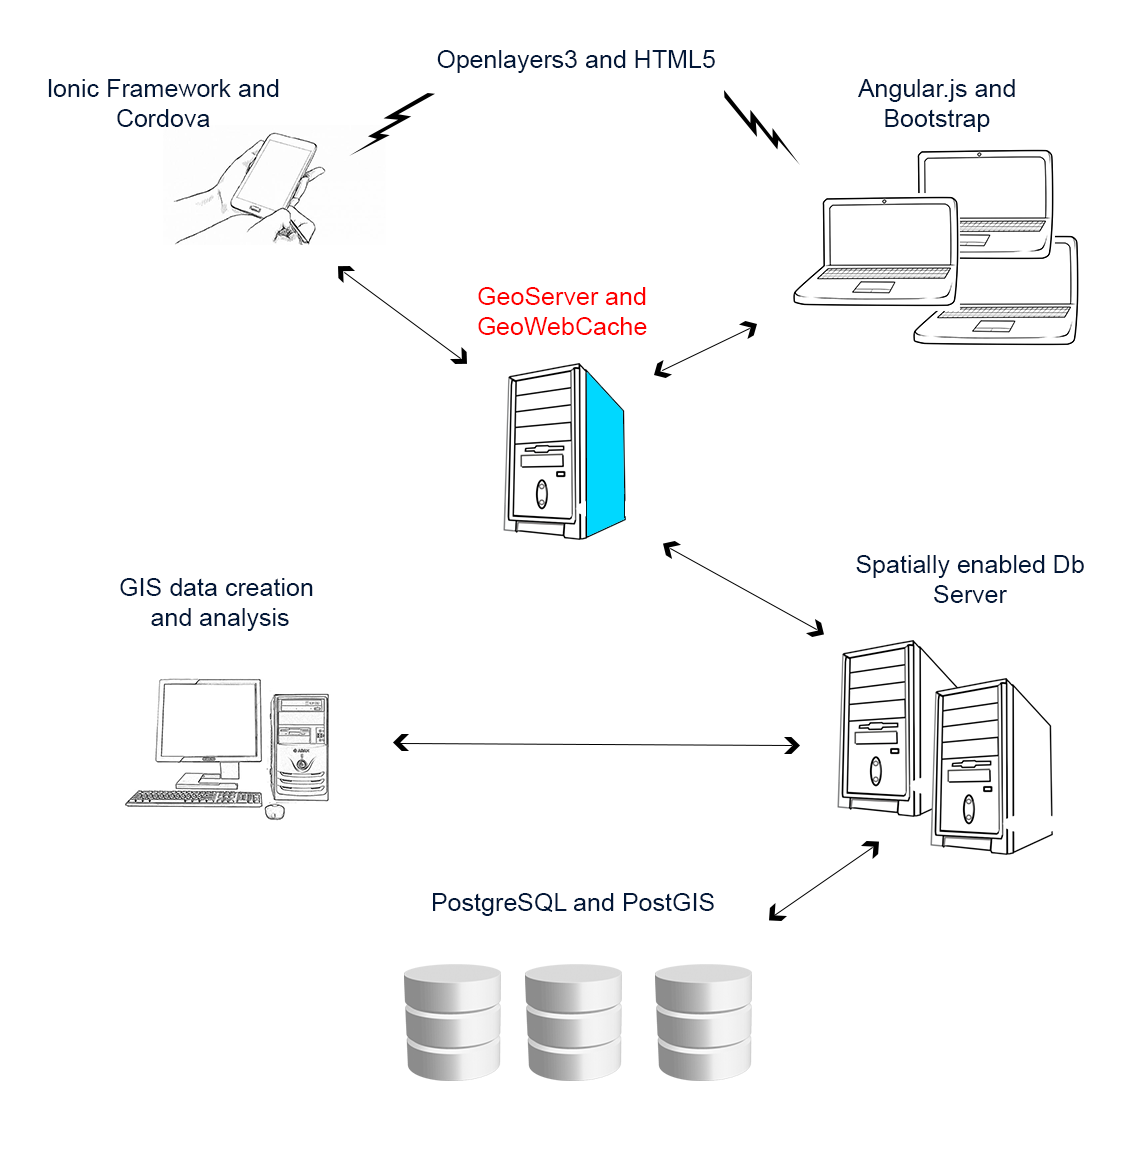 Openlayers3 and HTML5
Ionic Framework and
Cordova
Angular.js and
Bootstrap
GeoServer and
GeoWebCache
Spatially enabled Db
Server
GIS data creation
and analysis
PostgreSQL and PostGIS